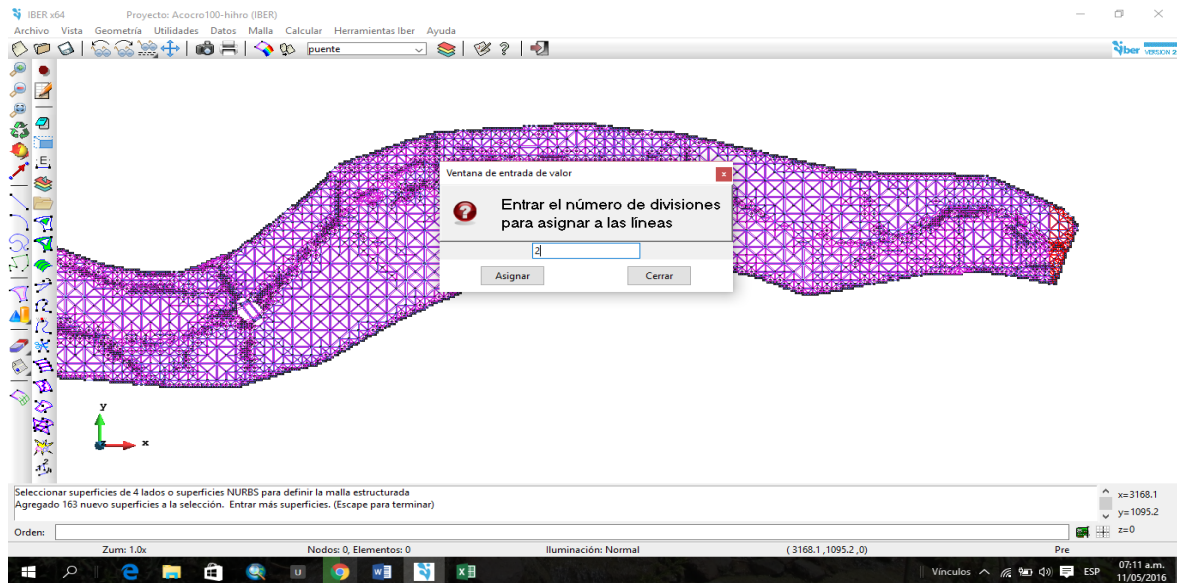 IBER x64 Proyecto: Acocro100-hihro (IBER)
Archivo Vista Geometría Utilidades Datos Malla Calcular Herramientas Iber Ayuda
puente
iber VERSION 2
Ventana de entrada de valor
Entrar el número de divisiones
para asignar a las líneas
2
Asignar Cerrar
y
x
Seleccionar superficies de 4 lados o superficies NURBS para definir la malla estructurada
Agregado 163 nuevo superficies a la selección. Entrar más superficies. (Escape para terminar)
x=3168.1
y=1095.2
z=0
Orden:
Zum: 1.0x Nodos: 0, Elementos: 0 Iluminación: Normal ( 3168.1 ,1095.2 ,0) Pre
Vínculos ESP 07:11 a.m.
11/05/2016